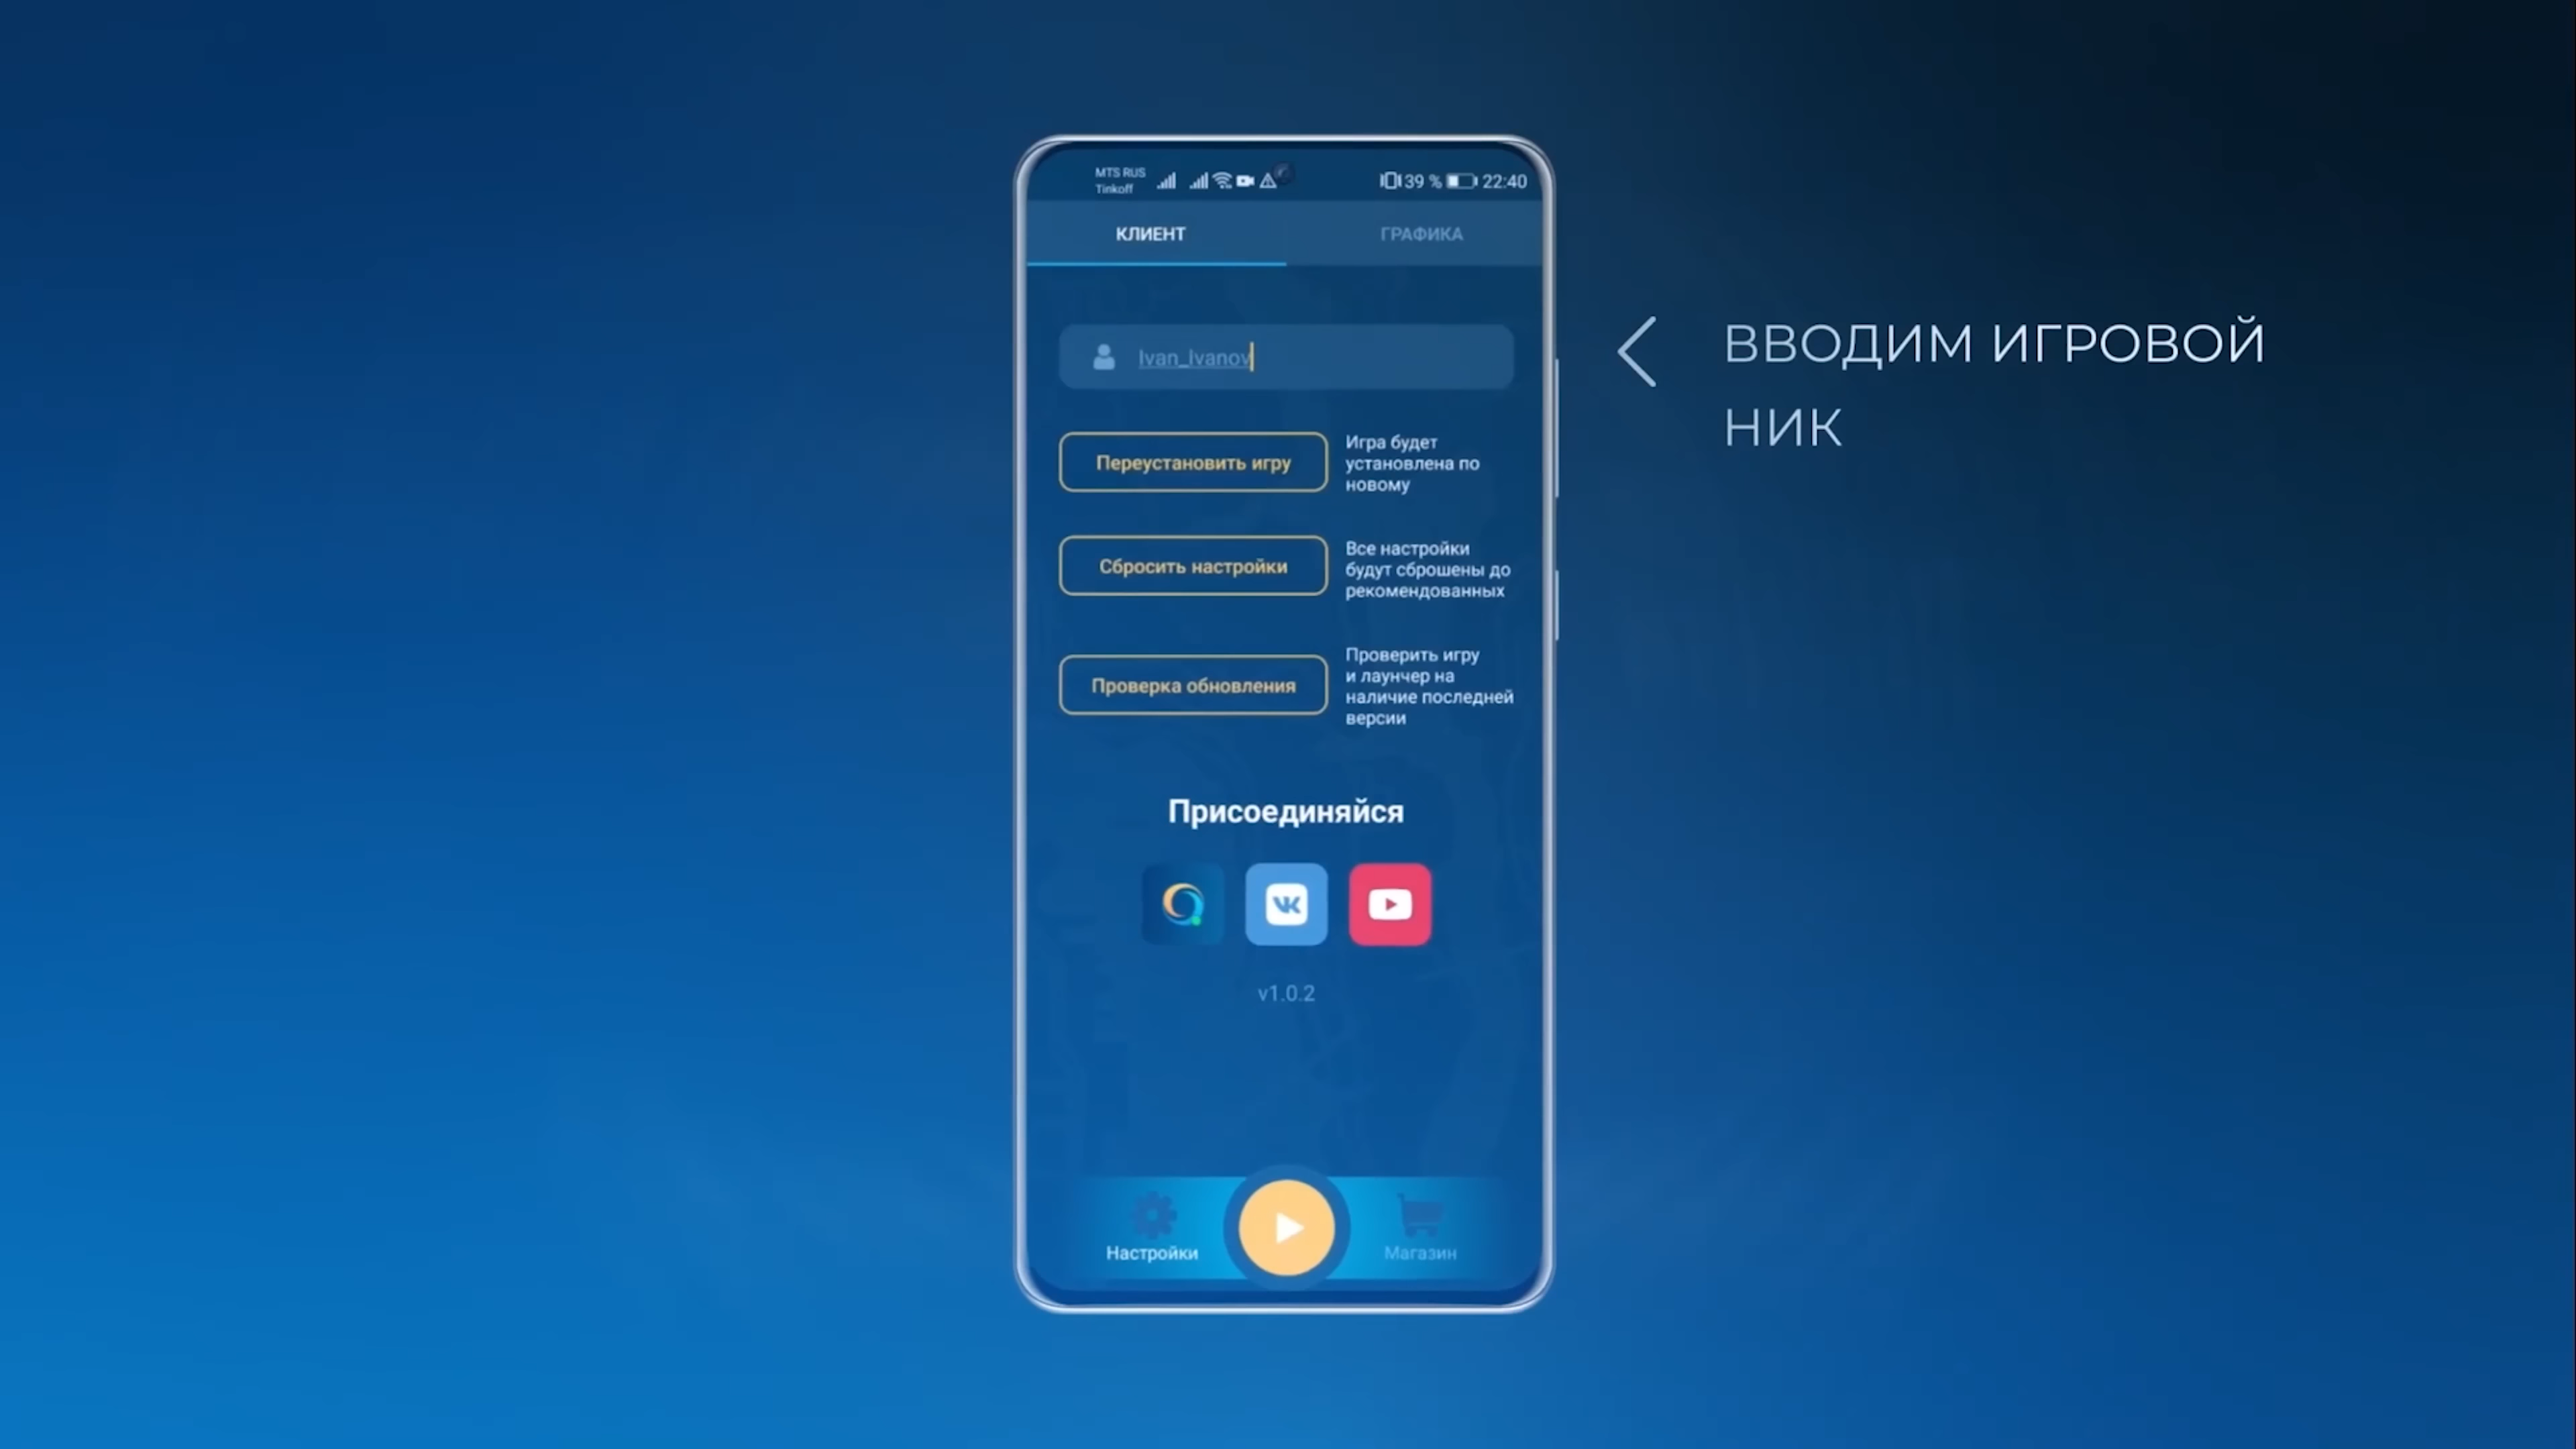 MTS RUS
Tinkoff
39 %
22:40
КЛИЕНТ
ГРАФИКА
Ivan_Ivanov
ВВОДИМ ИГРОВОЙ
НИК
Переустановить игру
Игра будет
установлена по
новому
Сбросить настройки
Все настройки
будут сброшены до
рекомендованных
Проверка обновления
Проверить игру
и лаунчер на
наличие последней
версии
Присоединяйся
VK
v1.0.2
Настройки
Магазин